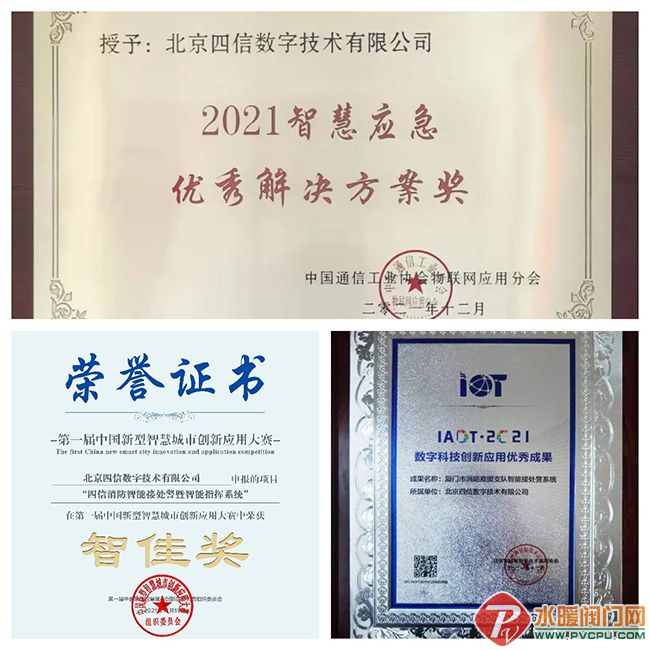 授予：北京四信数字技术有限公司
2021智慧应急
优秀解决方案奖
中国通信工业协会物联网应用分会
二零二一年十二月
荣誉证书
第一届中国新型智慧城市创新应用大赛
The first China new smart city innovation and application competition
北京四信数字技术有限公司 申报的项目
“四信消防智能接处警暨智能指挥系统”
在第一届中国新型智慧城市创新应用大赛中荣获
智佳奖
组织委员会
IOT
IAOT·2021
数字科技创新应用优秀成果
成果名称：厦门市消防救援支队智能接处警系统
所属单位：北京四信数字技术有限公司
水暖阀门网
WWW.PVCPU.COM